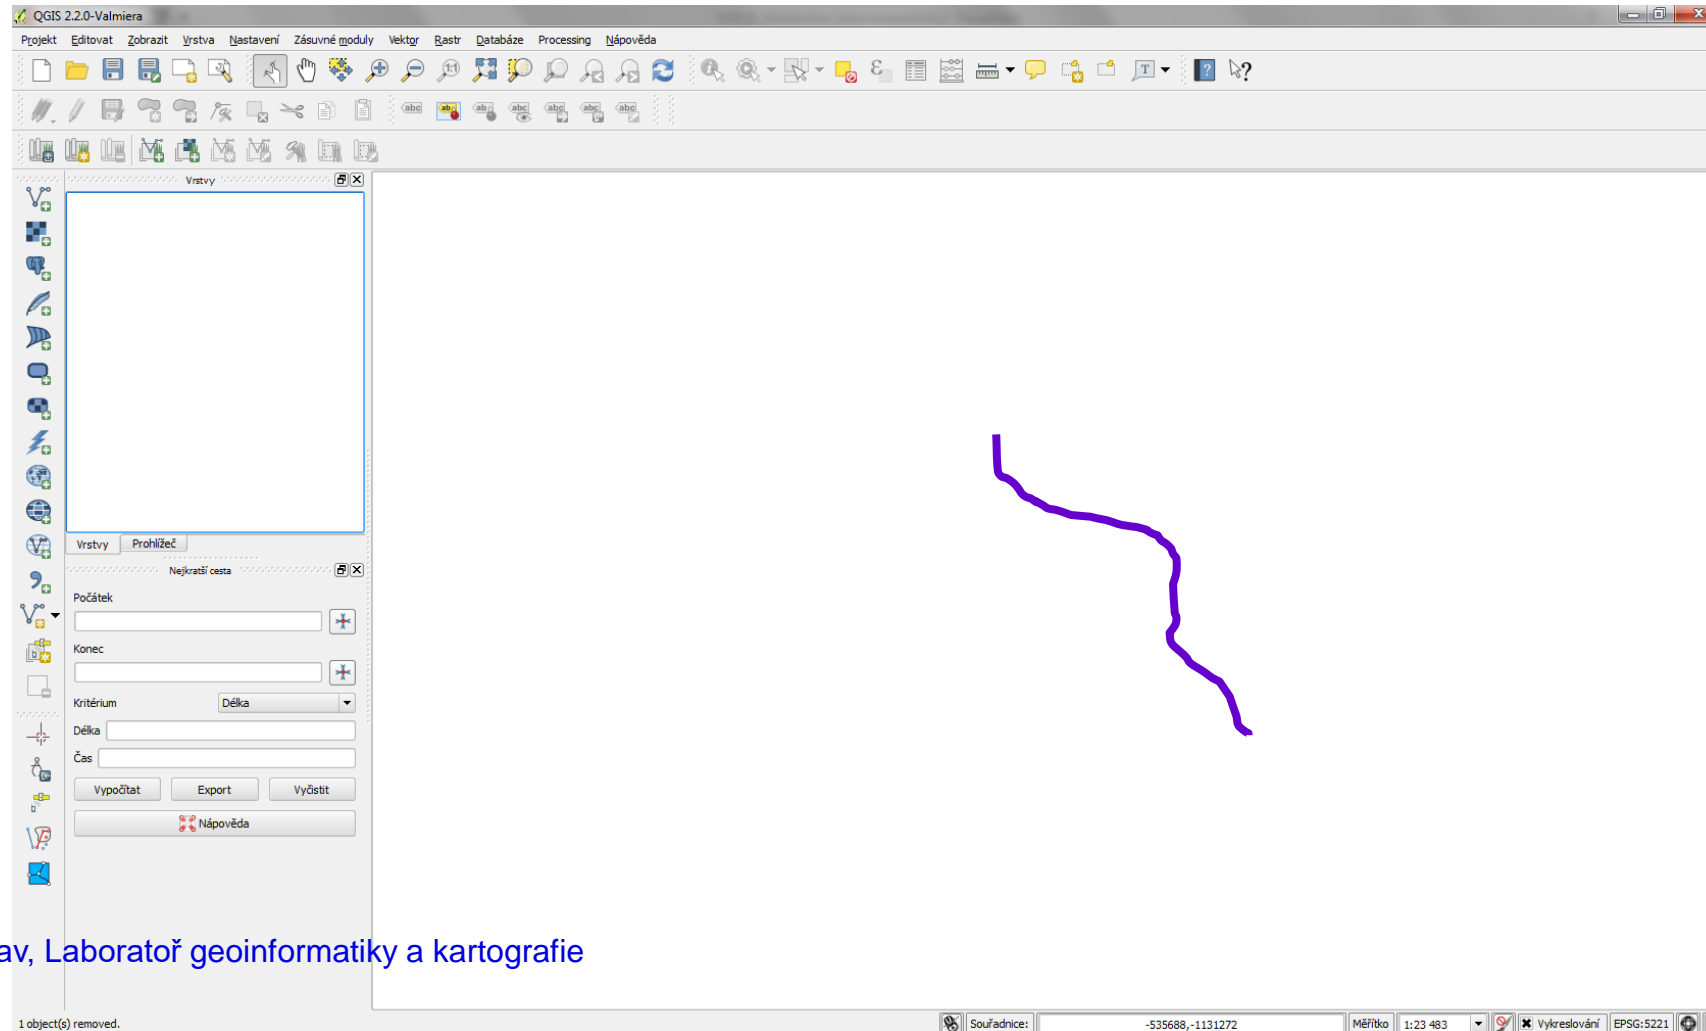 QGIS 2.2.0-Valmiera
Projekt Editovat Zobrazit Vrstva Nastavení Zásuvné moduly Vektor Rastr Databáze Processing Nápověda
Vrstvy
Vrstvy Prohlížeč
Nejkratší cesta
Počátek
Konec
Kritérium Délka
Délka
Čas
Vypočítat Export Vyčistit
Nápověda
av, Laboratoř geoinformatiky a kartografie
1 object(s) removed. Souřadnice: -535688,-1131272 Měřítko 1:23 483 Vykreslování EPSG:5221